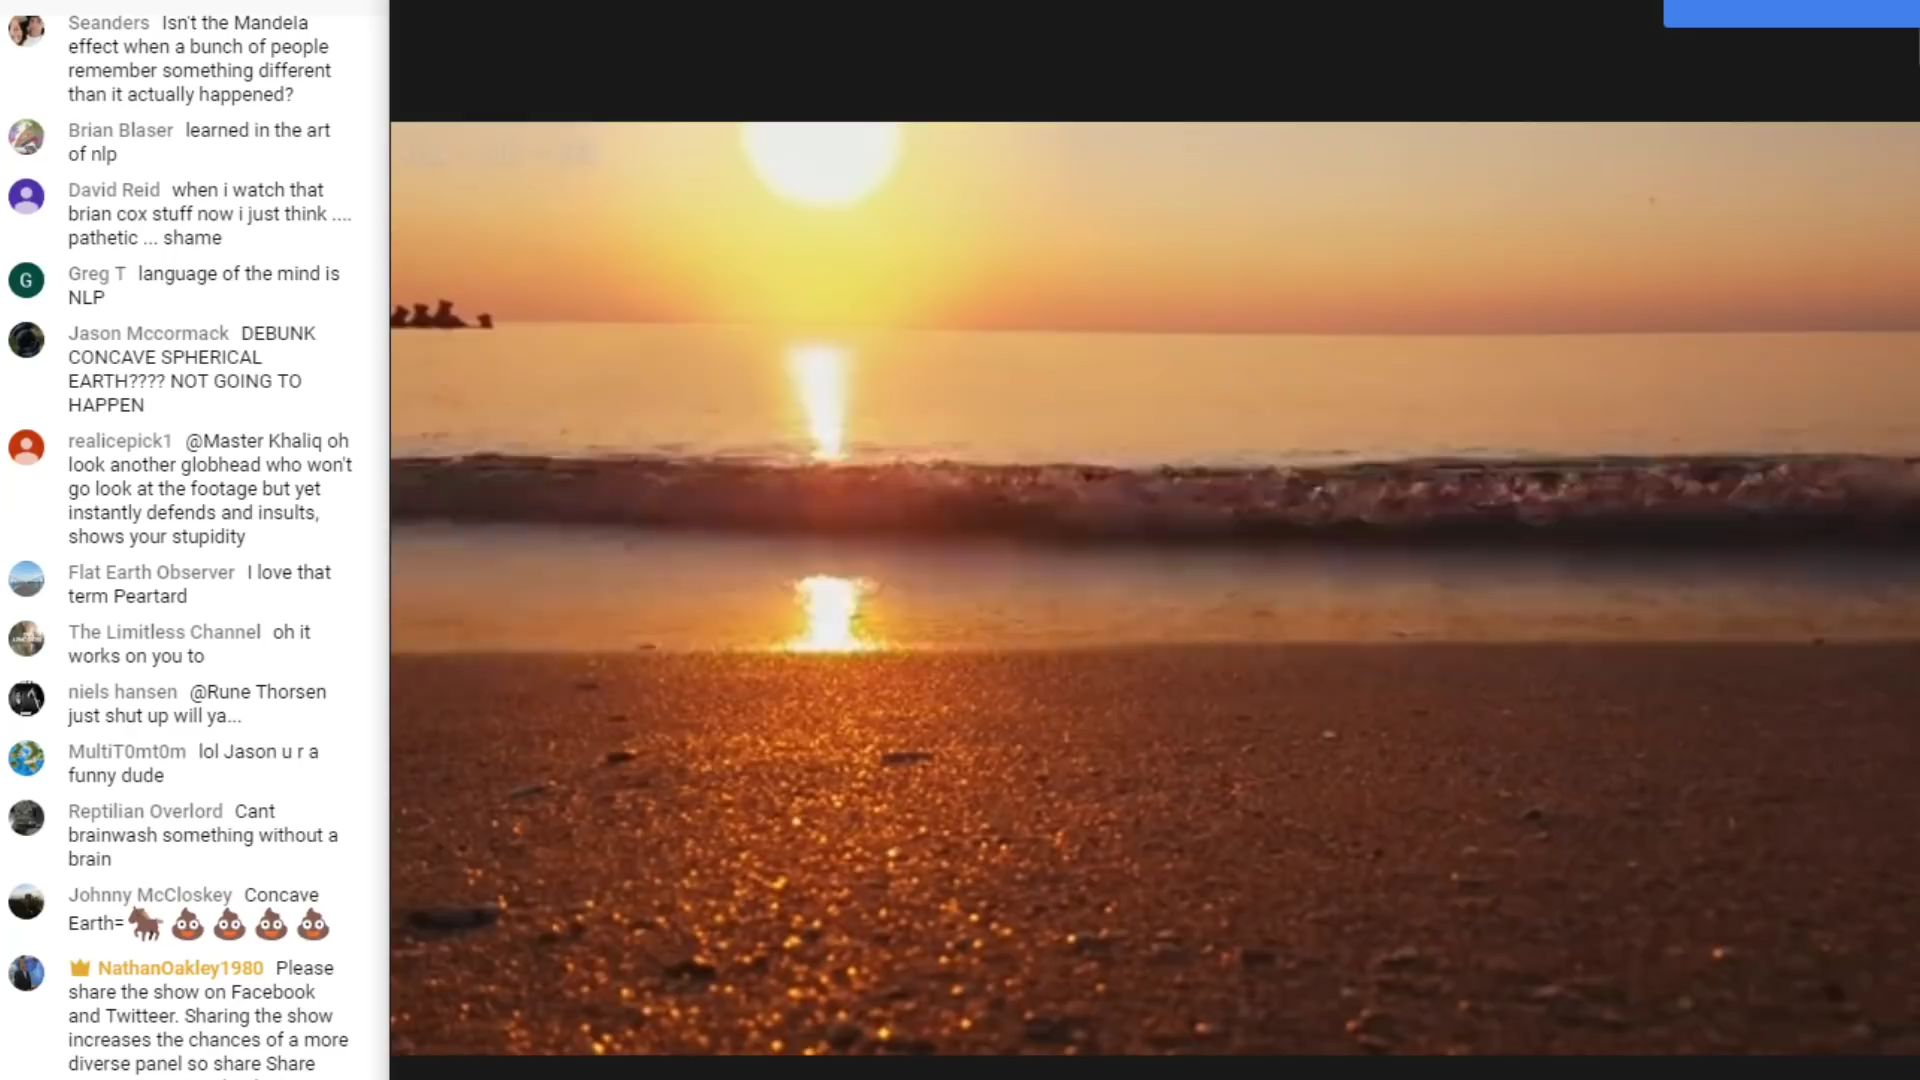 Seanders Isn't the Mandela
effect when a bunch of people
remember something different
than it actually happened?
Brian Blaser learned in the art
of nlp
David Reid when i watch that
brian cox stuff now i just think ....
pathetic ... shame
G
Greg T language of the mind is
NLP
Jason Mccormack DEBUNK
CONCAVE SPHERICAL
EARTH???? NOT GOING TO
HAPPEN
realicepick1 @Master Khaliq oh
look another globhead who won't
go look at the footage but yet
instantly defends and insults,
shows your stupidity
Flat Earth Observer I love that
term Peartard
The Limitless Channel oh it
works on you to
niels hansen @Rune Thorsen
just shut up will ya...
MultiT0mt0m lol Jason u r a
funny dude
Reptilian Overlord Cant
brainwash something without a
brain
Johnny McCloskey Concave
Earth=🐎💩💩💩💩
NathanOakley1980 Please
share the show on Facebook
and Twitteer. Sharing the show
increases the chances of a more
diverse panel so share Share